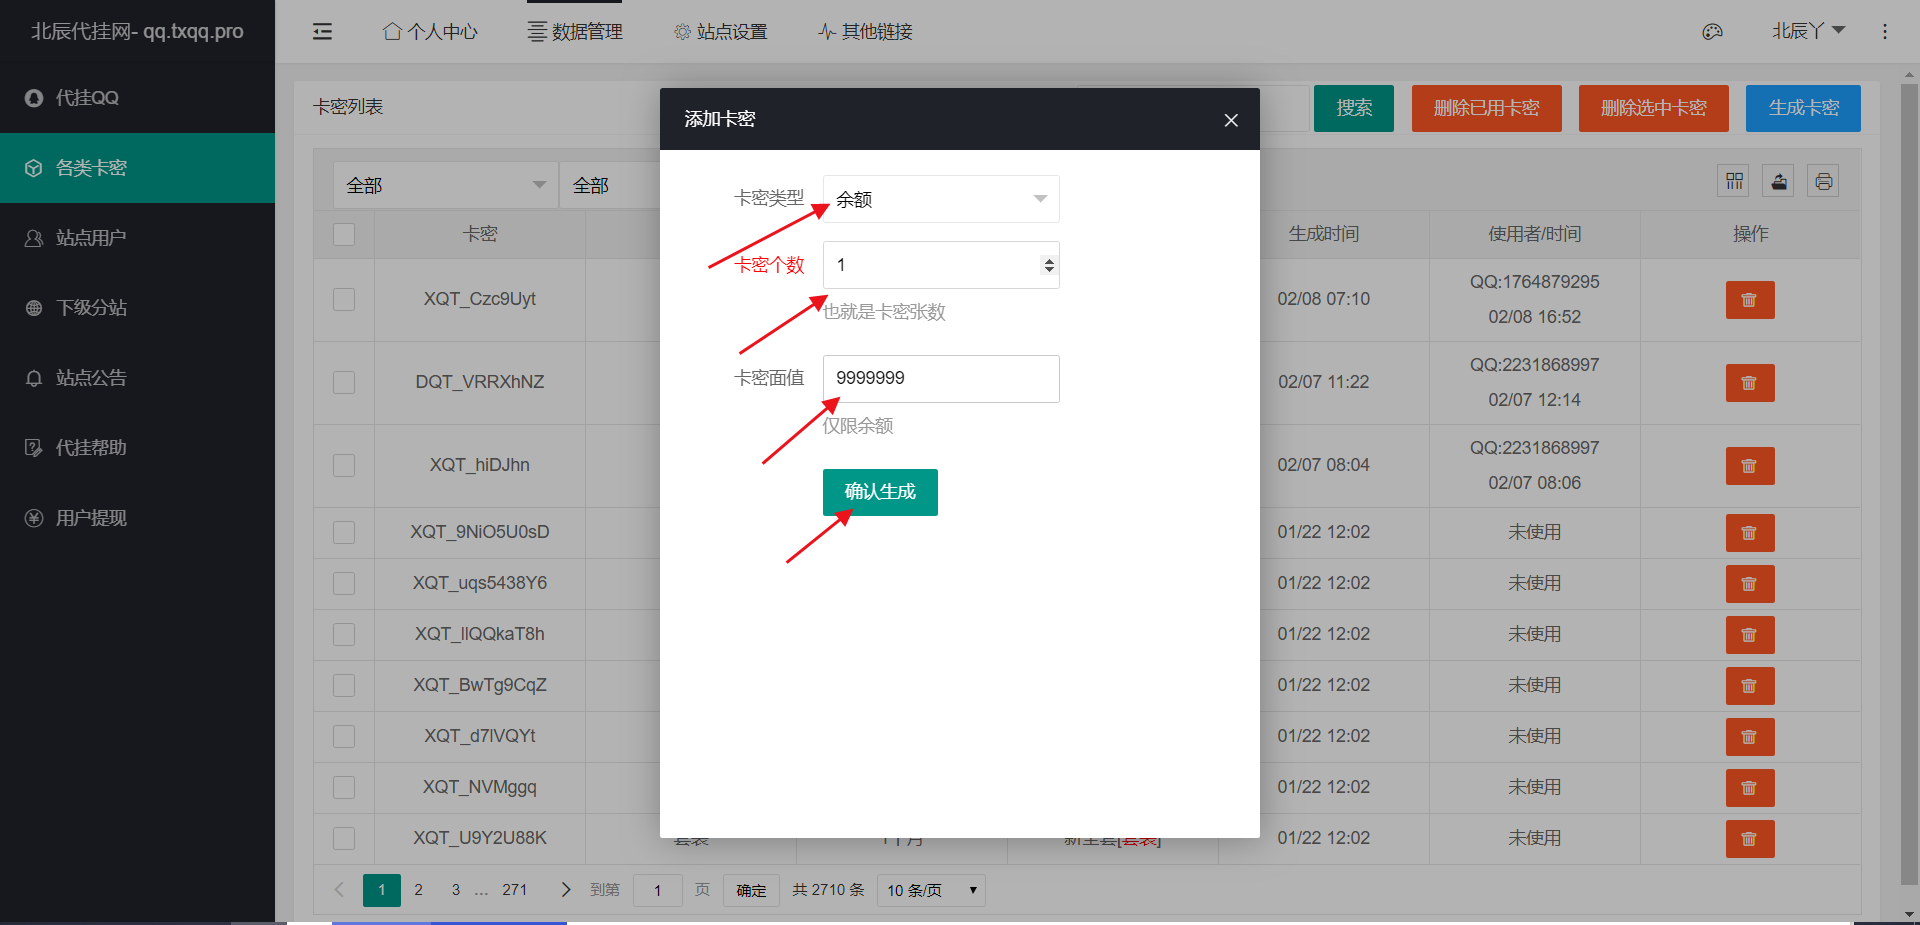 北辰代挂网- qq.txqq.pro
个人中心
数据管理
站点设置
其他链接
北辰丫
代挂QQ
各类卡密
站点用户
下级分站
站点公告
代挂帮助
用户提现
卡密列表
搜索
删除已用卡密
删除选中卡密
生成卡密
全部
全部
添加卡密
卡密类型
余额
卡密个数
1
也就是卡密张数
卡密面值
9999999
仅限余额
确认生成
卡密 生成时间 使用者/时间 操作
XQT_Czc9Uyt 02/08 07:10 QQ:1764879295
02/08 16:52
DQT_VRRXhNZ 02/07 11:22 QQ:2231868997
02/07 12:14
XQT_hiDJhn 02/07 08:04 QQ:2231868997
02/07 08:06
XQT_9NiO5U0sD 01/22 12:02 未使用
XQT_uqs5438Y6 01/22 12:02 未使用
XQT_llQQkaT8h 01/22 12:02 未使用
XQT_BwTg9CqZ 01/22 12:02 未使用
XQT_d7lVQYt 01/22 12:02 未使用
XQT_NVMggq 01/22 12:02 未使用
XQT_U9Y2U88K 套装 1个月 新全套[套装] 01/22 12:02 未使用
1 2 3 … 271 到第 1 页 确定 共 2710 条 10 条/页